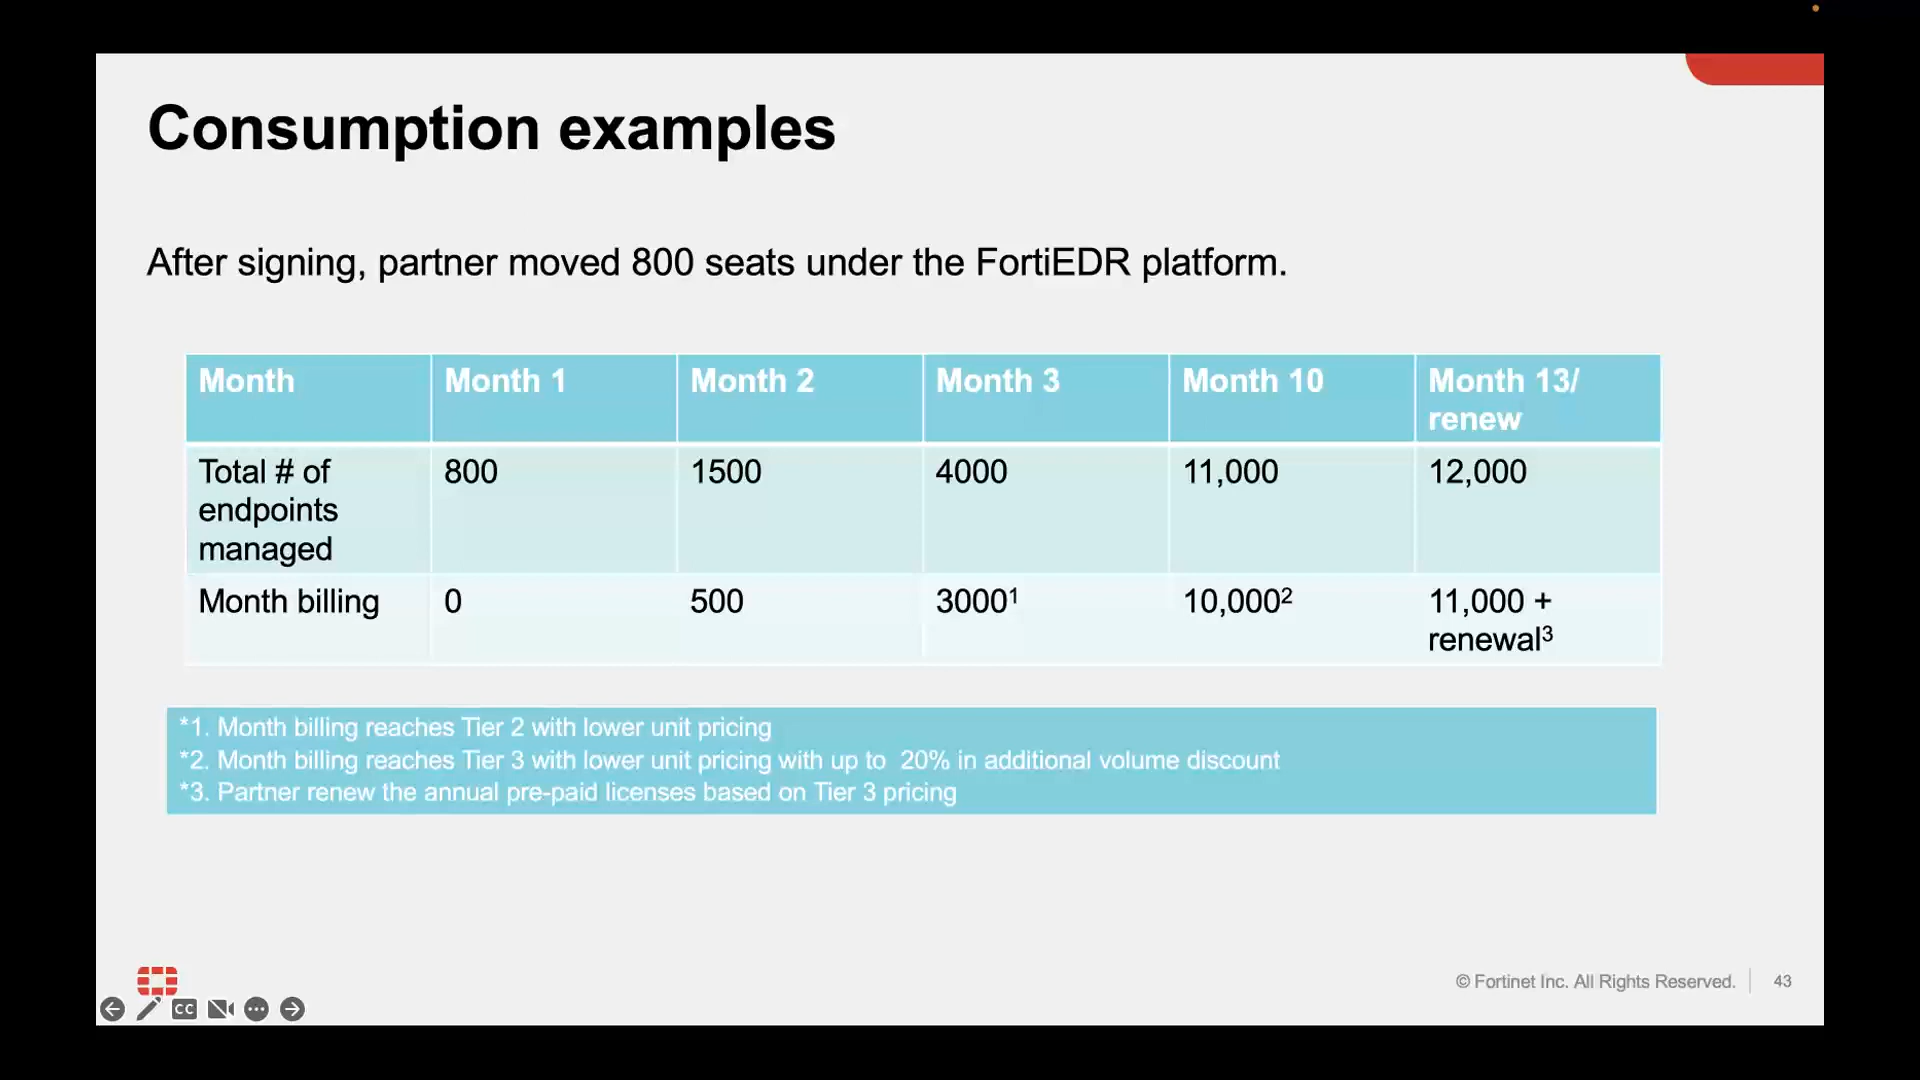 Consumption examples
After signing, partner moved 800 seats under the FortiEDR platform.
Month Month 1 Month 2 Month 3 Month 10 Month 13/
renew
Total # of 800 1500 4000 11,000 12,000
endpoints
managed
Month billing 0 500 3000¹ 10,000² 11,000 +
renewal³
*1. Month billing reaches Tier 2 with lower unit pricing
*2. Month billing reaches Tier 3 with lower unit pricing with up to 20% in additional volume discount
*3. Partner renew the annual pre-paid licenses based on Tier 3 pricing
© Fortinet Inc. All Rights Reserved. 43
CC